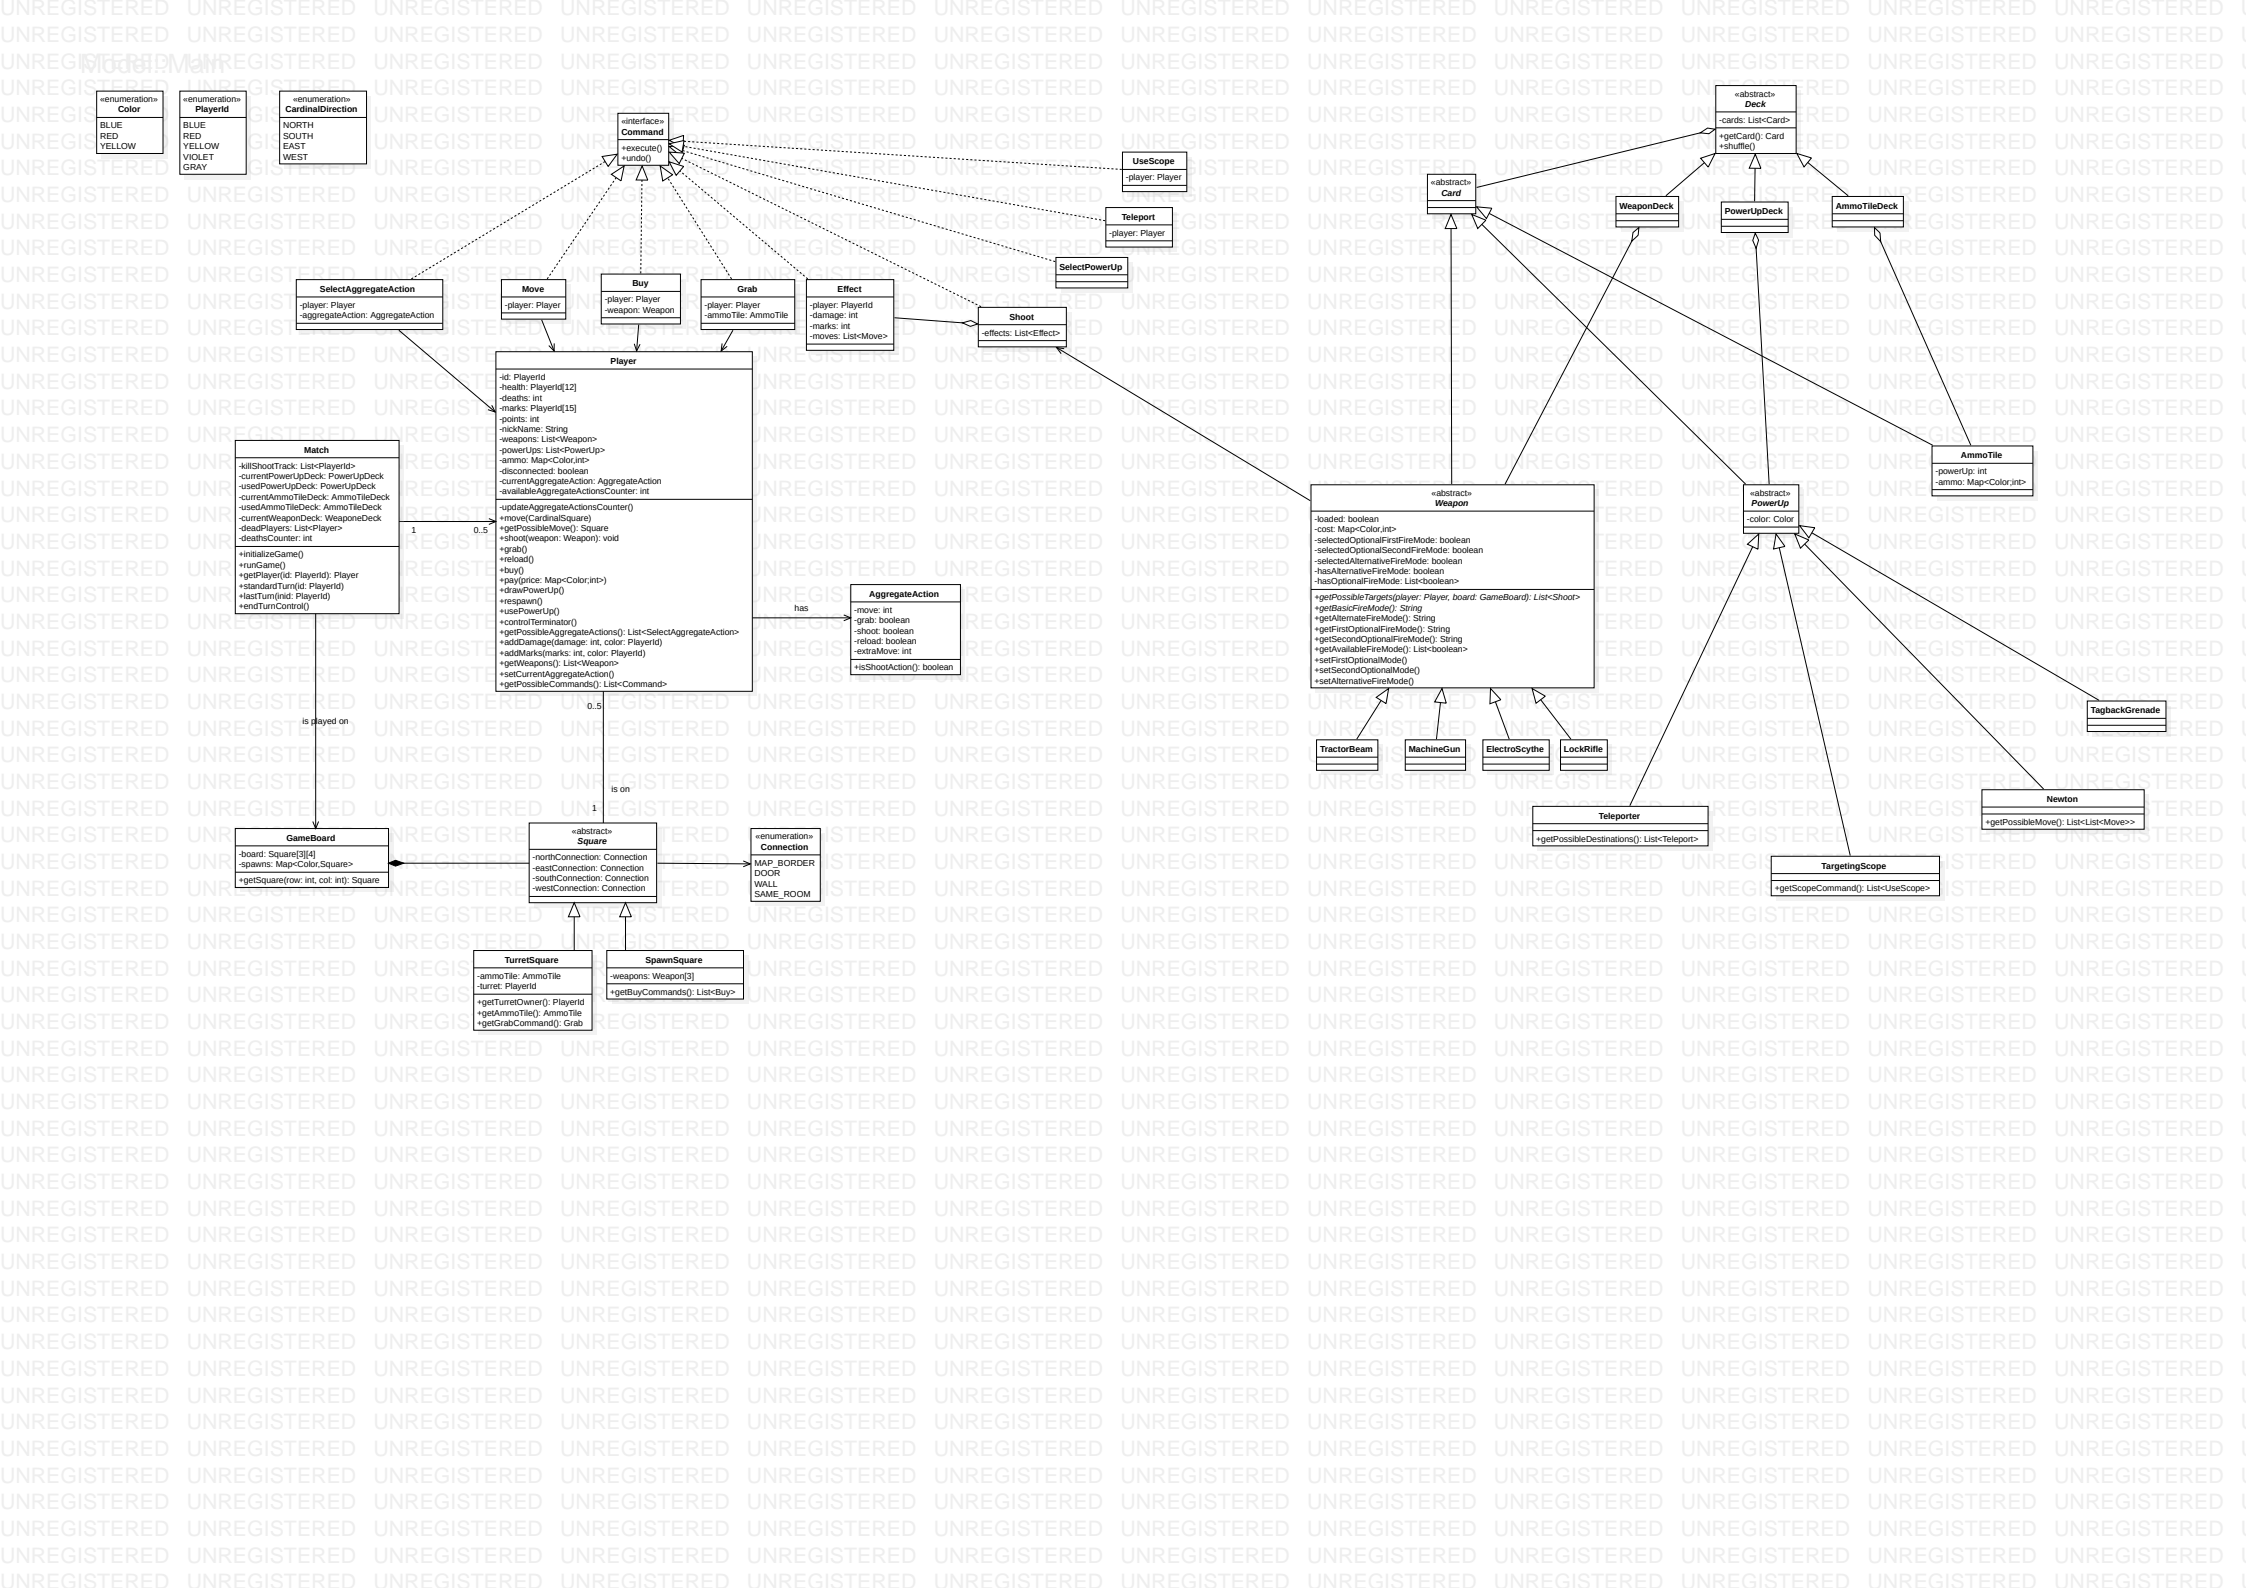 Model::Main
«enumeration»
Color
BLUE
RED
YELLOW
«enumeration»
PlayerId
BLUE
RED
YELLOW
VIOLET
GRAY
«enumeration»
CardinalDirection
NORTH
SOUTH
EAST
WEST
«interface»
Command
+execute()
+undo()
UseScope
-player: Player
Teleport
-player: Player
SelectPowerUp
SelectAggregateAction
-player: Player
-aggregateAction: AggregateAction
Move
-player: Player
Buy
-player: Player
-weapon: Weapon
Grab
-player: Player
-ammoTile: AmmoTile
Effect
-player: PlayerId
-damage: int
-marks: int
-moves: List<Move>
Shoot
-effects: List<Effect>
Player
-id: PlayerId
-health: PlayerId[12]
-deaths: int
-marks: PlayerId[15]
-points: int
-nickName: String
-weapons: List<Weapon>
-powerUps: List<PowerUp>
-ammo: Map<Color,int>
-disconnected: boolean
-currentAggregateAction: AggregateAction
-availableAggregateActionsCounter: int
-updateAggregateActionsCounter()
+move(CardinalSquare)
+getPossibleMove(): Square
+shoot(weapon: Weapon): void
+grab()
+reload()
+buy()
+pay(price: Map<Color;int>)
+drawPowerUp()
+respawn()
+usePowerUp()
+controlTerminator()
+getPossibleAggregateActions(): List<SelectAggregateAction>
+addDamage(damage: int, color: PlayerId)
+addMarks(marks: int, color: PlayerId)
+getWeapons(): List<Weapon>
+setCurrentAggregateAction()
+getPossibleCommands(): List<Command>
Match
-killShootTrack: List<PlayerId>
-currentPowerUpDeck: PowerUpDeck
-usedPowerUpDeck: PowerUpDeck
-currentAmmoTileDeck: AmmoTileDeck
-usedAmmoTileDeck: AmmoTileDeck
-currentWeaponDeck: WeaponeDeck
-deadPlayers: List<Player>
-deathsCounter: int
+initializeGame()
+runGame()
+getPlayer(id: PlayerId): Player
+standardTurn(id: PlayerId)
+lastTurn(inid: PlayerId)
+endTurnControl()
1
0..5
has
AggregateAction
-move: int
-grab: boolean
-shoot: boolean
-reload: boolean
-extraMove: int
+isShootAction(): boolean
is played on
0..5
is on
1
GameBoard
-board: Square[3][4]
-spawns: Map<Color,Square>
+getSquare(row: int, col: int): Square
«abstract»
Square
-northConnection: Connection
-eastConnection: Connection
-southConnection: Connection
-westConnection: Connection
«enumeration»
Connection
MAP_BORDER
DOOR
WALL
SAME_ROOM
TurretSquare
-ammoTile: AmmoTile
-turret: PlayerId
+getTurretOwner(): PlayerId
+getAmmoTile(): AmmoTile
+getGrabCommand(): Grab
SpawnSquare
-weapons: Weapon[3]
+getBuyCommands(): List<Buy>
«abstract»
Deck
-cards: List<Card>
+getCard(): Card
+shuffle()
«abstract»
Card
WeaponDeck
PowerUpDeck
AmmoTileDeck
AmmoTile
-powerUp: int
-ammo: Map<Color;int>
«abstract»
Weapon
-loaded: boolean
-cost: Map<Color,int>
-selectedOptionalFirstFireMode: boolean
-selectedOptionalSecondFireMode: boolean
-selectedAlternativeFireMode: boolean
-hasAlternativeFireMode: boolean
-hasOptionalFireMode: List<boolean>
+getPossibleTargets(player: Player, board: GameBoard): List<Shoot>
+getBasicFireMode(): String
+getAlternateFireMode(): String
+getFirstOptionalFireMode(): String
+getSecondOptionalFireMode(): String
+getAvailableFireMode(): List<boolean>
+setFirstOptionalMode()
+setSecondOptionalMode()
+setAlternativeFireMode()
«abstract»
PowerUp
-color: Color
TractorBeam
MachineGun
ElectroScythe
LockRifle
TagbackGrenade
Teleporter
+getPossibleDestinations(): List<Teleport>
Newton
+getPossibleMove(): List<List<Move>>
TargetingScope
+getScopeCommand(): List<UseScope>
UNREGISTERED